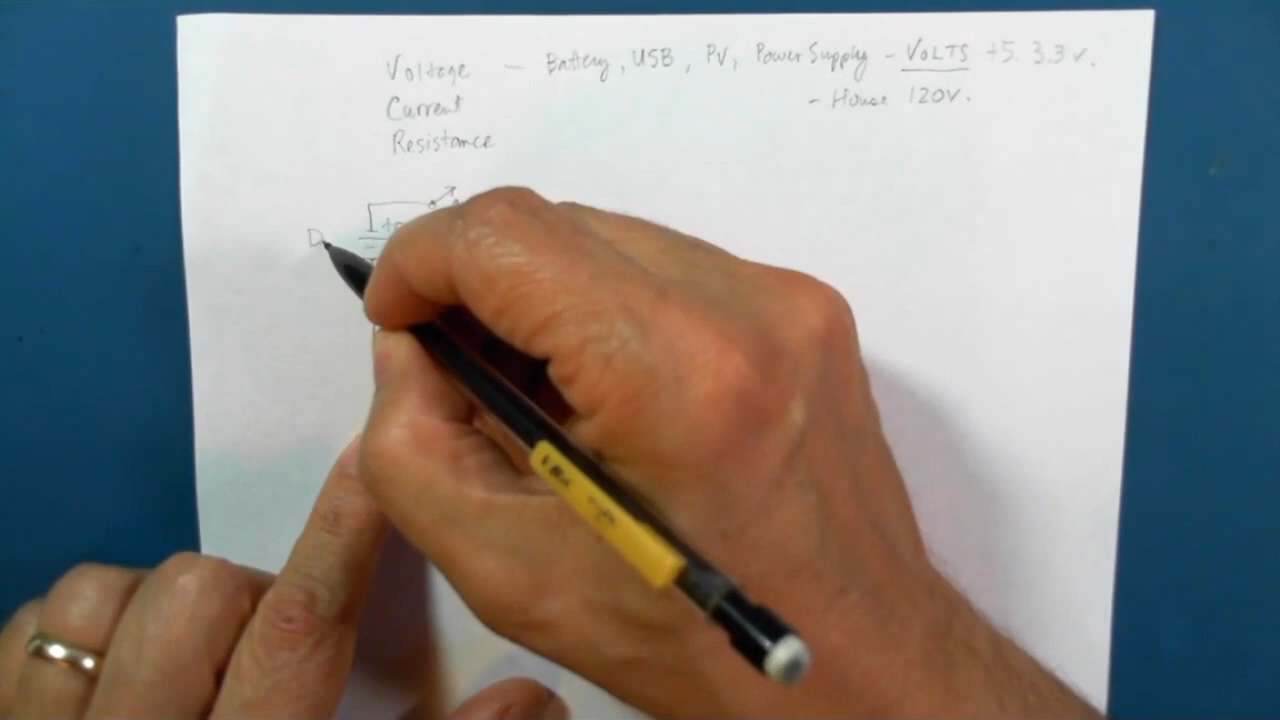 Voltage — Battery, USB, PV, Power Supply - VOLTS +5. 3.3v.
Current - House 120V.
Resistance